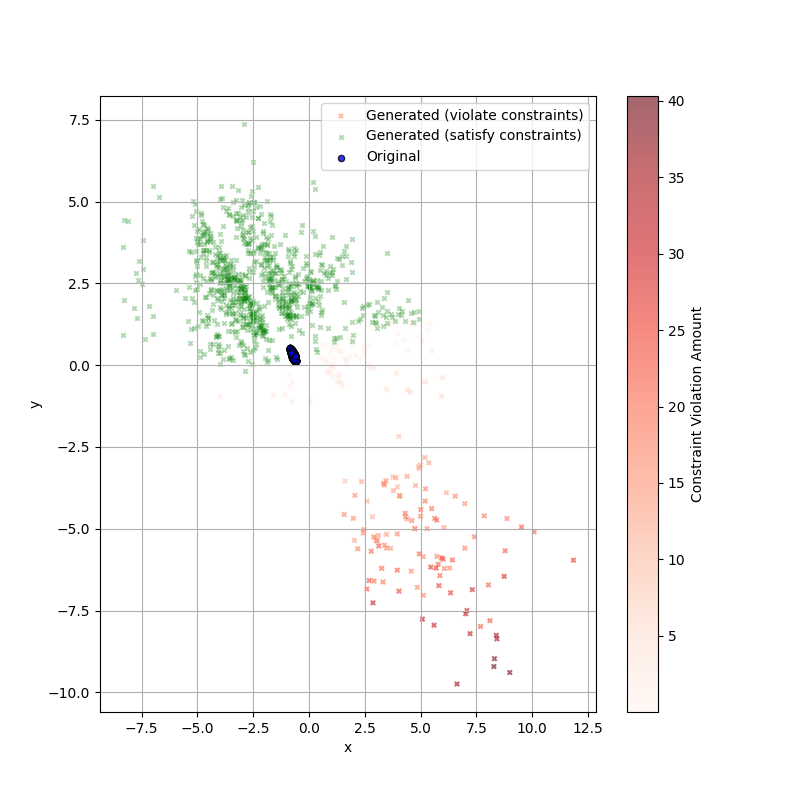 Generated (violate constraints)
Generated (satisfy constraints)
Original
7.5
5.0
2.5
0.0
−2.5
−5.0
−7.5
−10.0
y
−7.5 −5.0 −2.5 0.0 2.5 5.0 7.5 10.0 12.5
x
40
35
30
25
20
15
10
5
Constraint Violation Amount